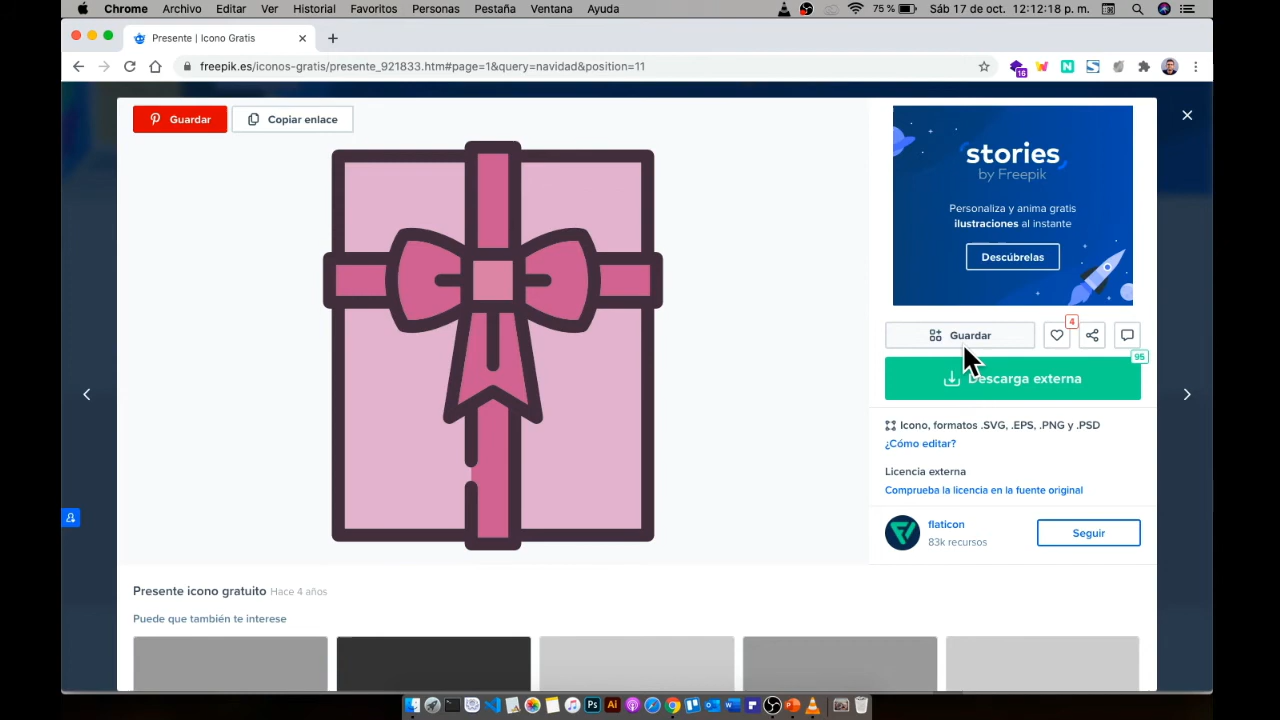 Chrome Archivo Editar Ver Historial Favoritos Personas Pestaña Ventana Ayuda 75 % Sáb 17 de oct. 12:12:18 p. m.
Presente | Icono Gratis
freepik.es/iconos-gratis/presente_921833.htm#page=1&query=navidad&position=11
16
Guardar Copiar enlace
stories
by Freepik
Personaliza y anima gratis
ilustraciones al instante
Descúbrelas
4
Guardar
95
Descarga externa
Icono, formatos .SVG, .EPS, .PNG y .PSD
¿Cómo editar?
Licencia externa
Comprueba la licencia en la fuente original
flaticon
83k recursos
Seguir
Presente icono gratuito Hace 4 años
Puede que también te interese
Ps Ai